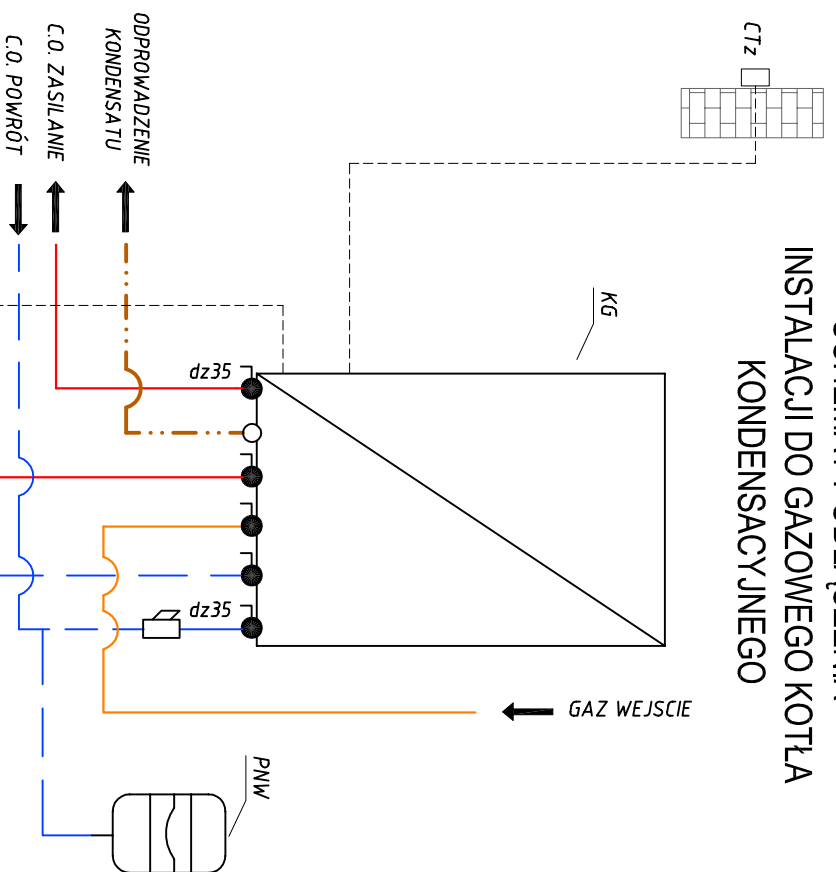 INSTALACJI DO GAZOWEGO KOTŁA
KONDENSACYJNEGO
CTz
KG
ODPROWADZENIE
KONDENSATU
C.O. ZASILANIE
C.O. POWRÓT
dz35
dz35
GAZ WEJSCIE
PNW